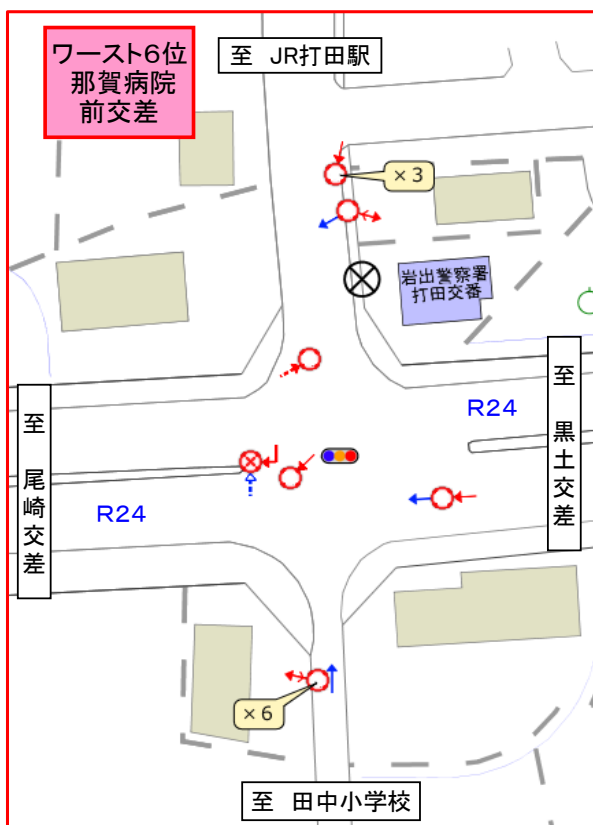 ワースト6位
那賀病院
前交差
至 JR打田駅
×3
岩出警察署
打田交番
R24
至 黒土交差
至 尾崎交差
R24
×6
至 田中小学校